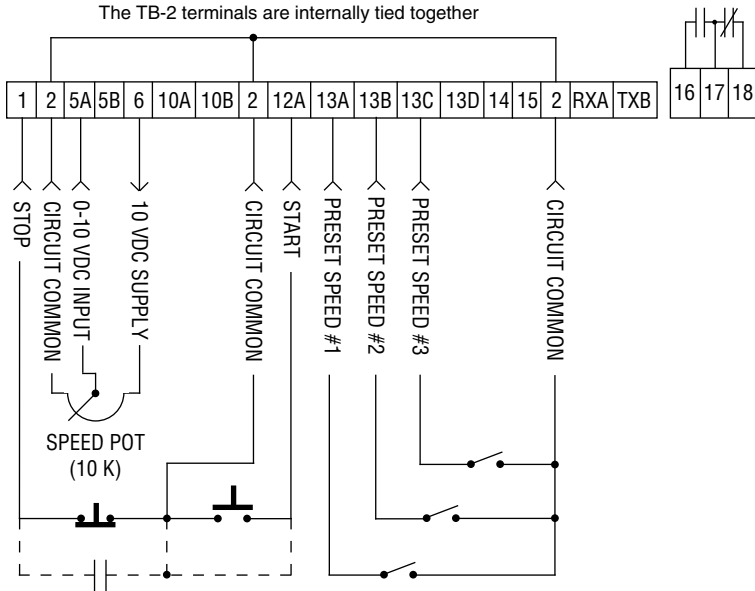 The TB-2 terminals are internally tied together
1 2 5A 5B 6 10A 10B 2 12A 13A 13B 13C 13D 14 15 2 RXA TXB
16 17 18
STOP
CIRCUIT COMMON
0-10 VDC INPUT
10 VDC SUPPLY
CIRCUIT COMMON
START
PRESET SPEED #1
PRESET SPEED #2
PRESET SPEED #3
CIRCUIT COMMON
SPEED POT
(10 K)